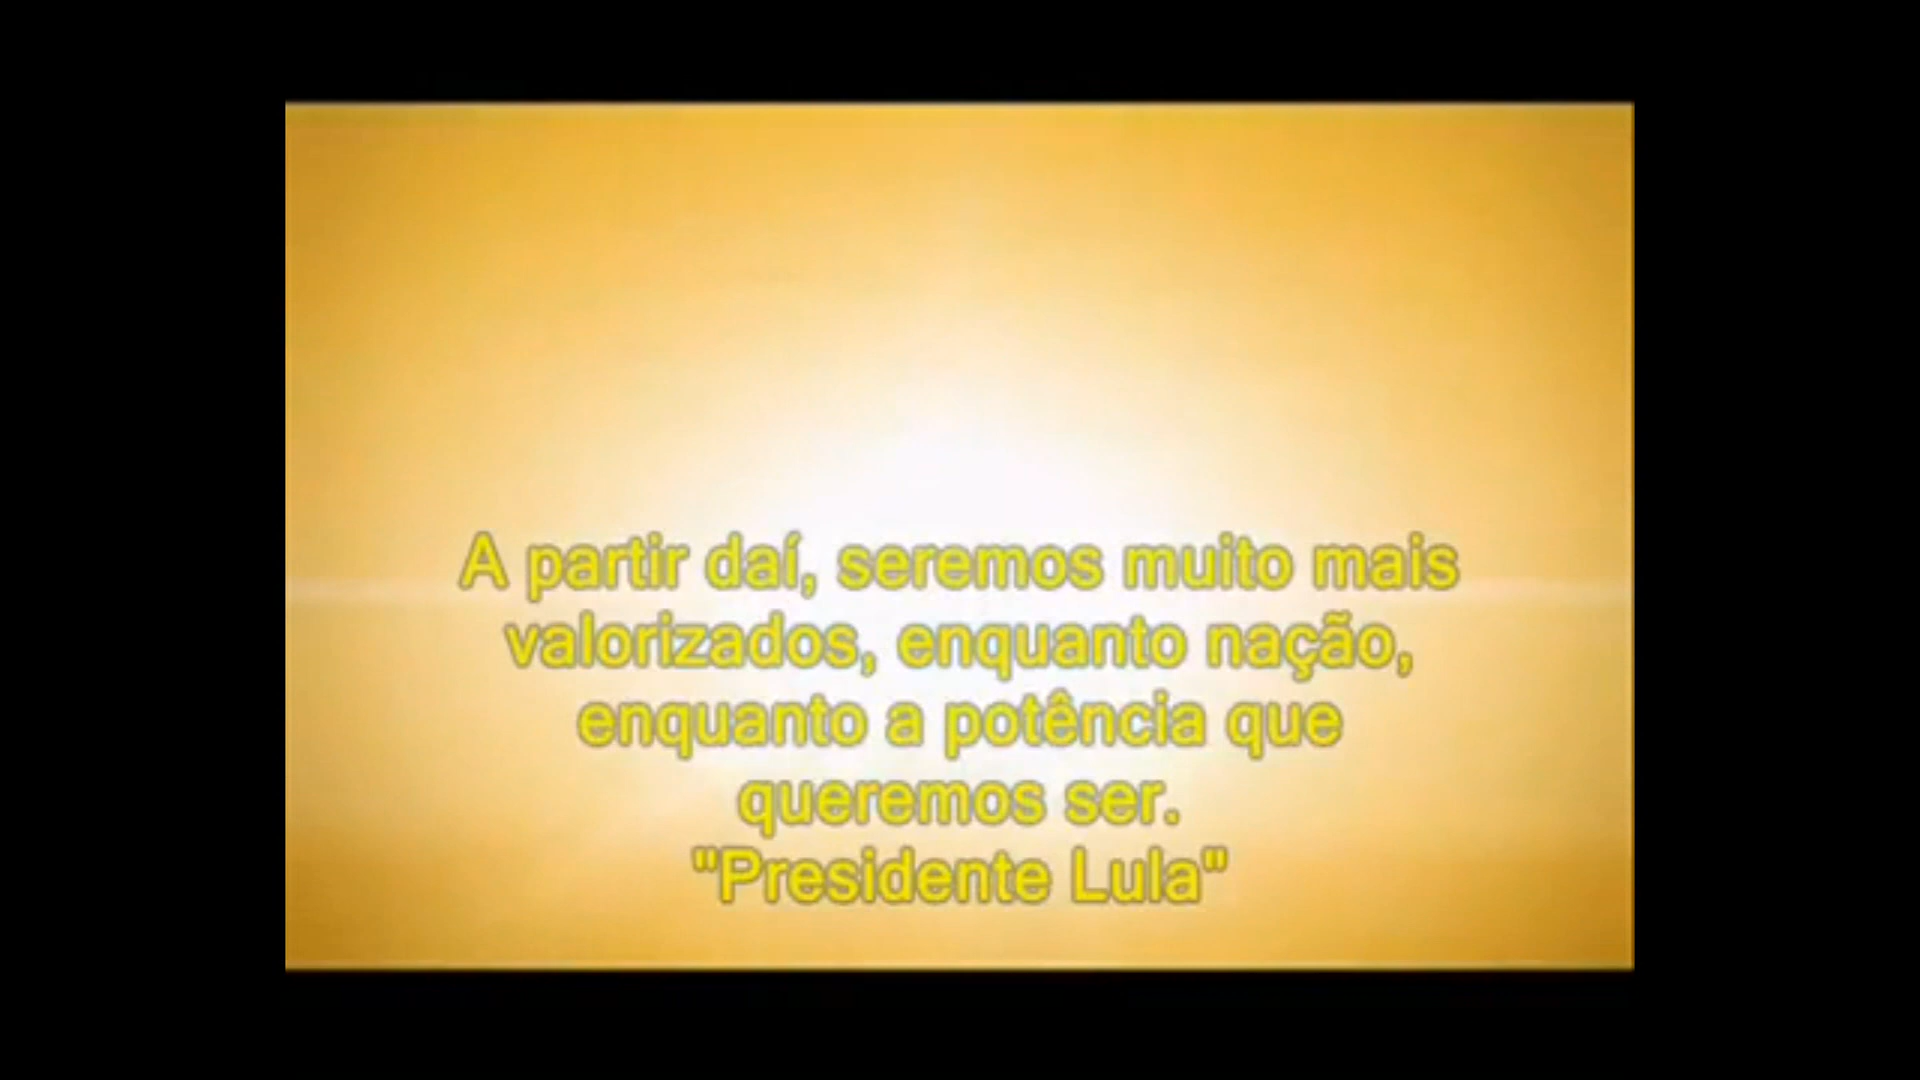 A partir daí, seremos muito mais
valorizados, enquanto nação,
enquanto a potência que
queremos ser.
"Presidente Lula"